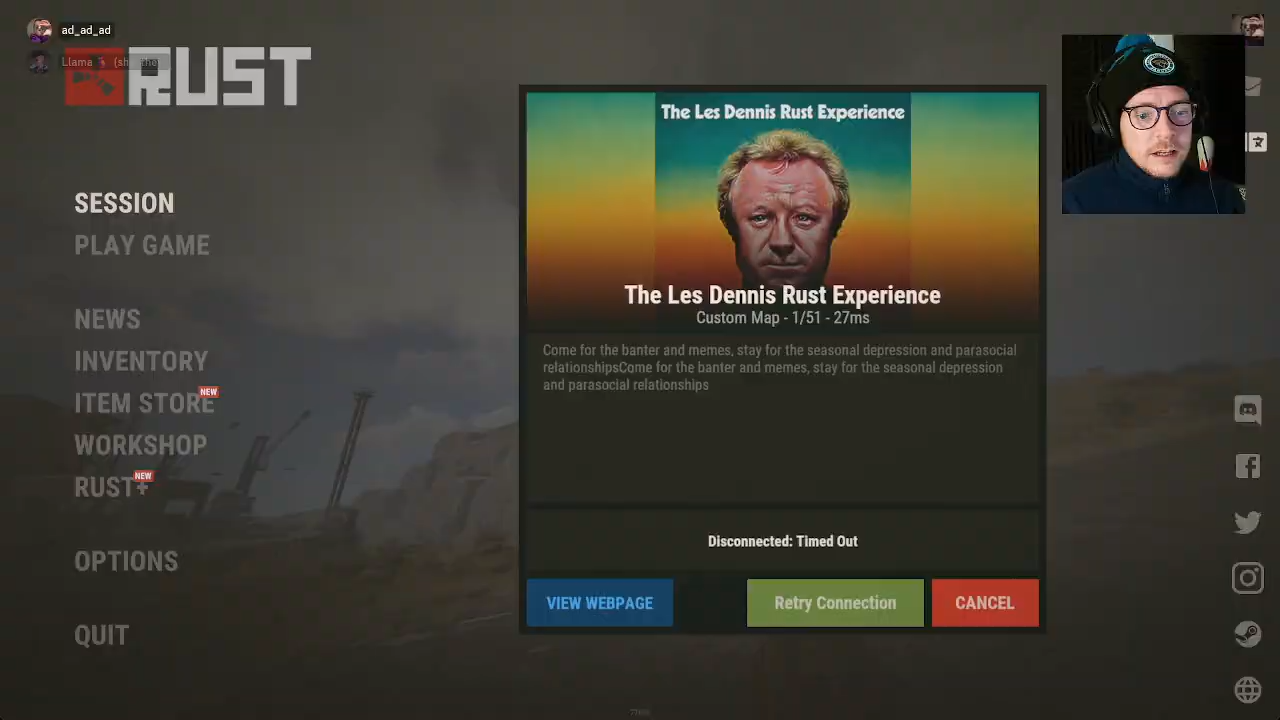 ad_ad_ad
Llama
RUST
SESSION
PLAY GAME
NEWS
INVENTORY
ITEM STORE
NEW
WORKSHOP
RUST+
NEW
OPTIONS
QUIT
The Les Dennis Rust Experience
The Les Dennis Rust Experience
Custom Map - 1/51 - 27ms
Come for the banter and memes, stay for the seasonal depression and parasocial
relationshipsCome for the banter and memes, stay for the seasonal depression
and parasocial relationships
Disconnected: Timed Out
VIEW WEBPAGE
Retry Connection
CANCEL